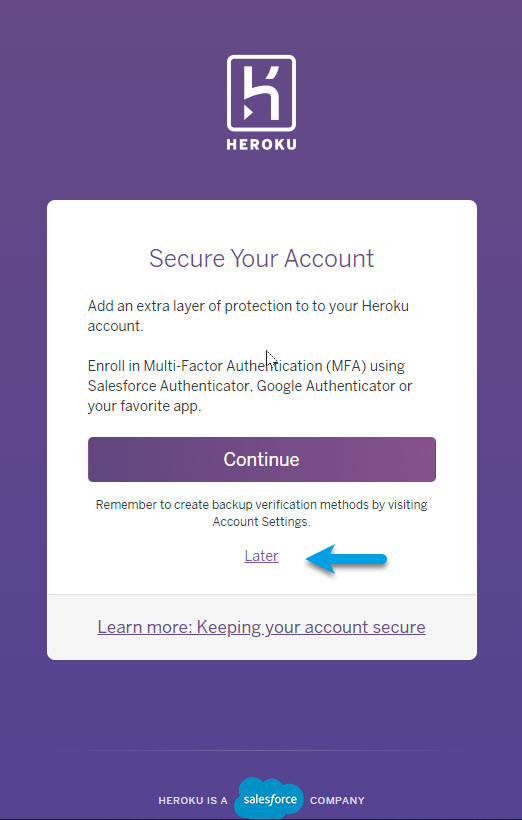 HEROKU
Secure Your Account
Add an extra layer of protection to to your Heroku
account.
Enroll in Multi-Factor Authentication (MFA) using
Salesforce Authenticator, Google Authenticator or
your favorite app.
Continue
Remember to create backup verification methods by visiting
Account Settings.
Later
Learn more: Keeping your account secure
HEROKU IS A salesforce COMPANY